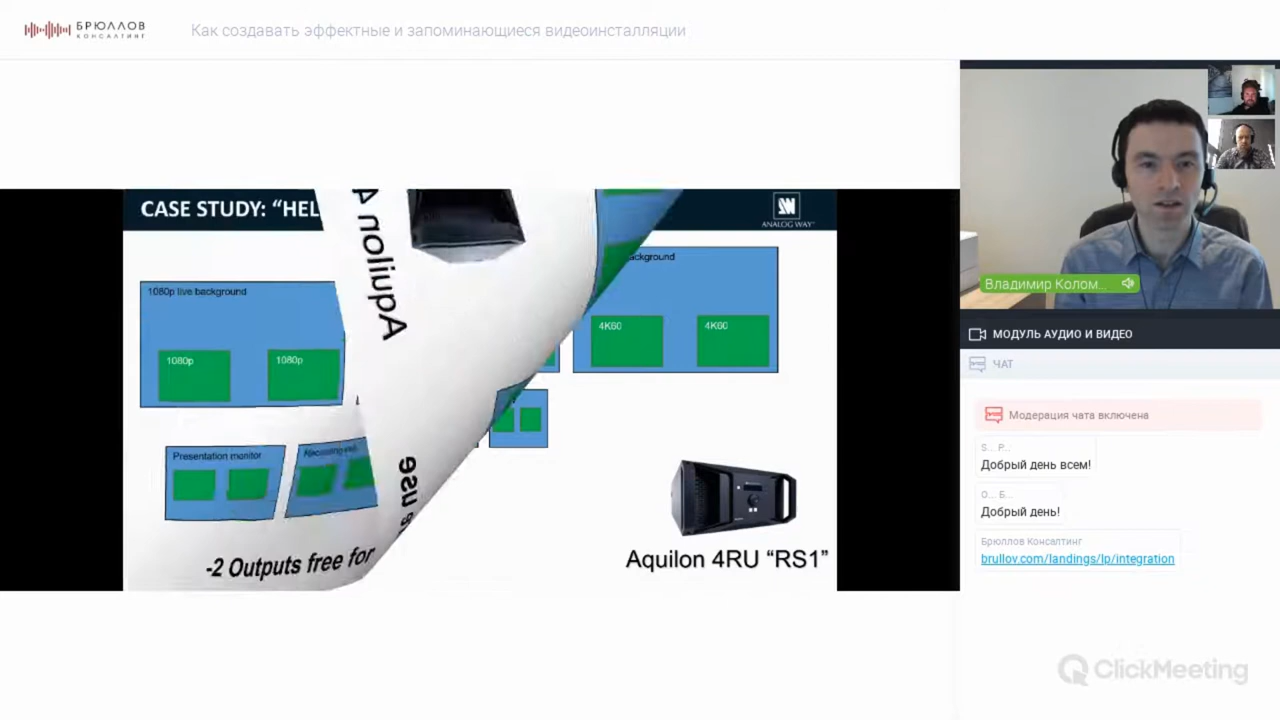 БРЮЛЛОВ
КОНСАЛТИНГ
Как создавать эффектные и запоминающиеся видеоинсталляции
CASE STUDY: “HEL
ANALOG WAY
Aquilon
1080p live background
1080p
1080p
4K60
4K60
Presentation monitor
-2 Outputs free for
use
Aquilon 4RU “RS1”
Владимир Колом...
МОДУЛЬ АУДИО И ВИДЕО
ЧАТ
Модерация чата включена
S... P...
Добрый день всем!
О... Б...
Добрый день!
Брюллов Консалтинг
brullov.com/landings/lp/integration
ClickMeeting